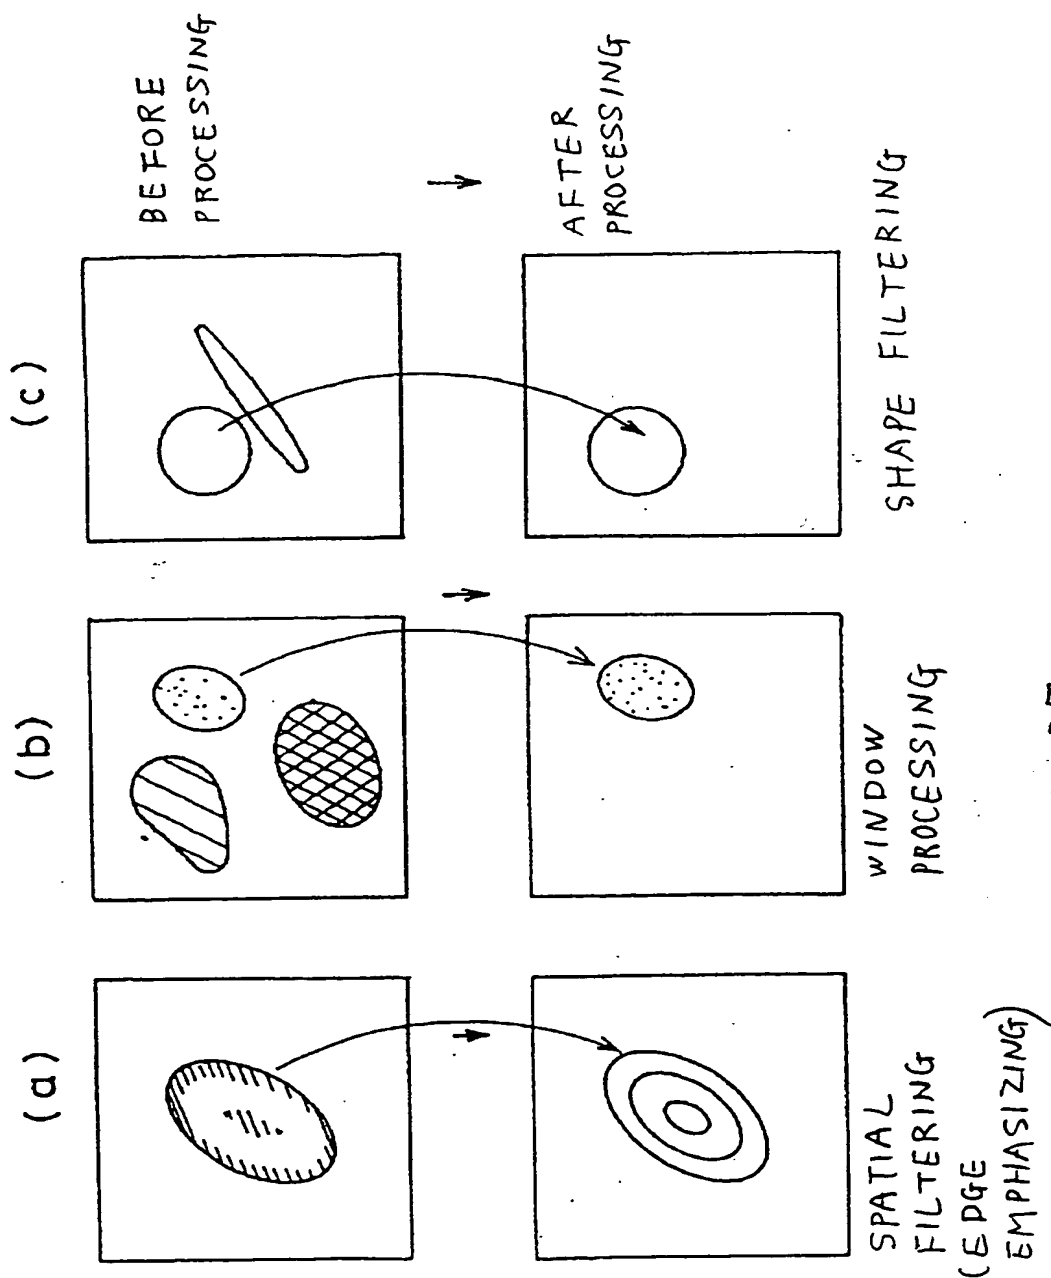 (a)
(b)
(c)
BEFORE
PROCESSING
AFTER
PROCESSING
SPATIAL
FILTERING
(EDGE
EMPHASIZING)
WINDOW
PROCESSING
SHAPE FILTERING